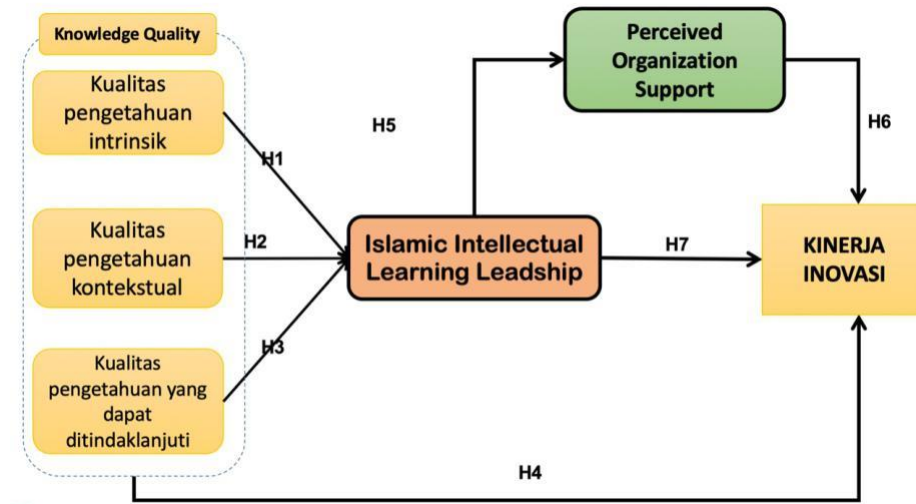 Knowledge Quality
Kualitas
pengetahuan
intrinsik
H1
Kualitas
pengetahuan
kontekstual
H2
Kualitas
pengetahuan yang
dapat
ditindaklanjuti
H3
Islamic Intellectual
Learning Leadship
H5
Perceived
Organization
Support
H6
H7
KINERJA
INOVASI
H4